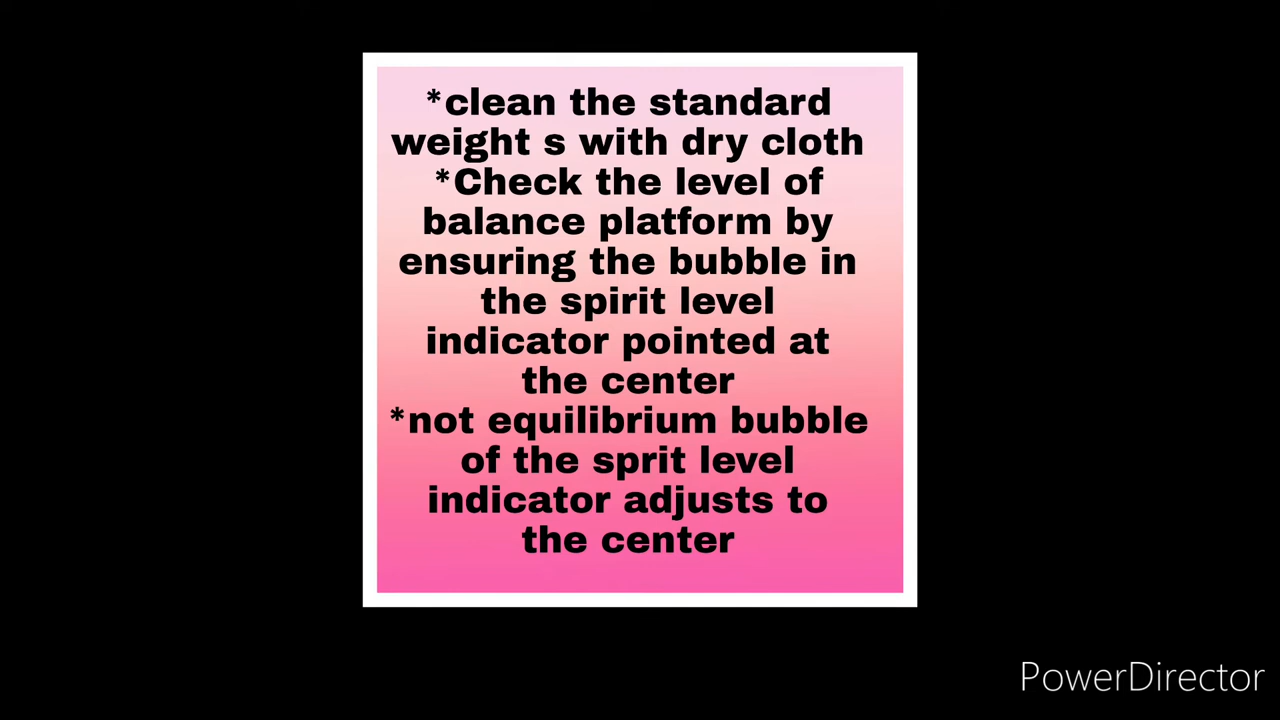 *clean the standard
weight s with dry cloth
*Check the level of
balance platform by
ensuring the bubble in
the spirit level
indicator pointed at
the center
*not equilibrium bubble
of the sprit level
indicator adjusts to
the center
PowerDirector